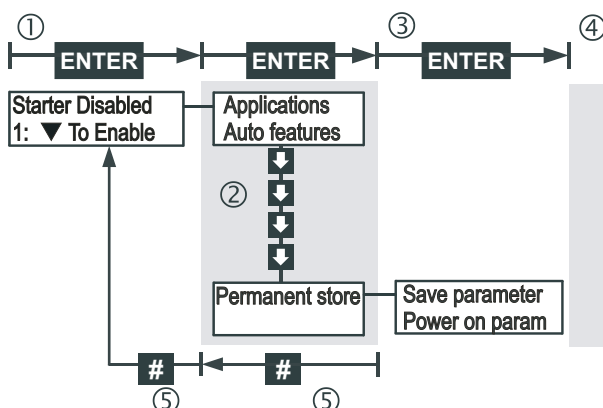 ① ③ ④
ENTER ENTER ENTER
Starter Disabled
1: ▼ To Enable
Applications
Auto features
②
Permanent store
Save parameter
Power on param
# #
⑤ ⑤